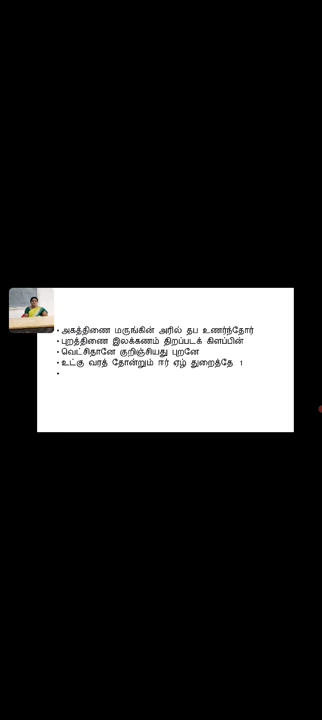 • அகத்திணை மருங்கின் அரில் தப உணர்ந்தோர்
• புறத்திணை இலக்கணம் திறப்படக் கிளப்பின்
• வெட்சிதானே குறிஞ்சியது புறனே
• உட்கு வரத் தோன்றும் ஈர் ஏழ் துறைத்தே 1
•